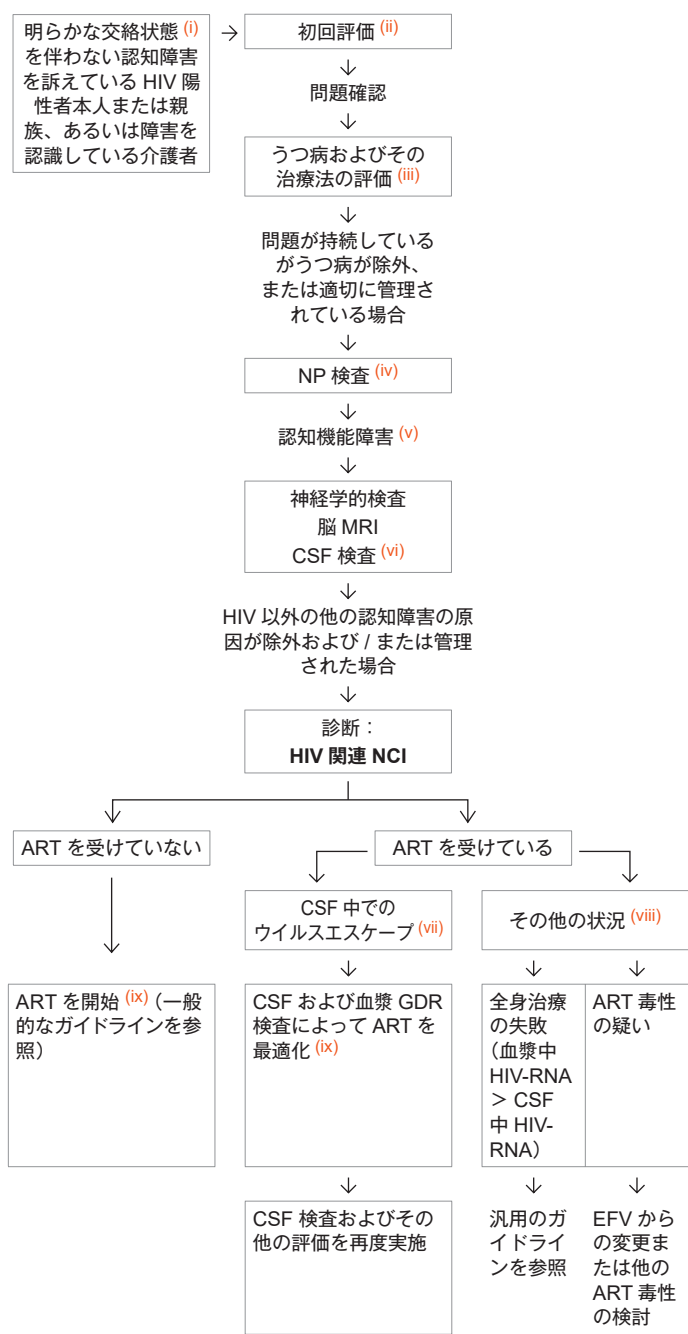 明らかな交絡状態 (i)
を伴わない認知障害
を訴えている HIV 陽
性者本人または親
族、あるいは障害を
認識している介護者
初回評価 (ii)
問題確認
うつ病およびその
治療法の評価 (iii)
問題が持続している
がうつ病が除外、
または適切に管理さ
れている場合
NP 検査 (iv)
認知機能障害 (v)
神経学的検査
脳 MRI
CSF 検査 (vi)
HIV 以外の他の認知障害の原
因が除外および / または管理
された場合
診断：
HIV 関連 NCI
ART を受けていない
ART を受けている
CSF 中での
ウイルスエスケープ (vii)
その他の状況 (viii)
ART を開始 (ix)（一般
的なガイドラインを参
照）
CSF および血漿 GDR
検査によって ART を
最適化 (ix)
全身治療
の失敗
（血漿中
HIV-RNA
＞ CSF
中 HIV-
RNA）
ART 毒性
の疑い
CSF 検査およびその
他の評価を再度実施
汎用のガ
イドライ
ンを参照
EFV から
の変更ま
たは他の
ART 毒性
の検討